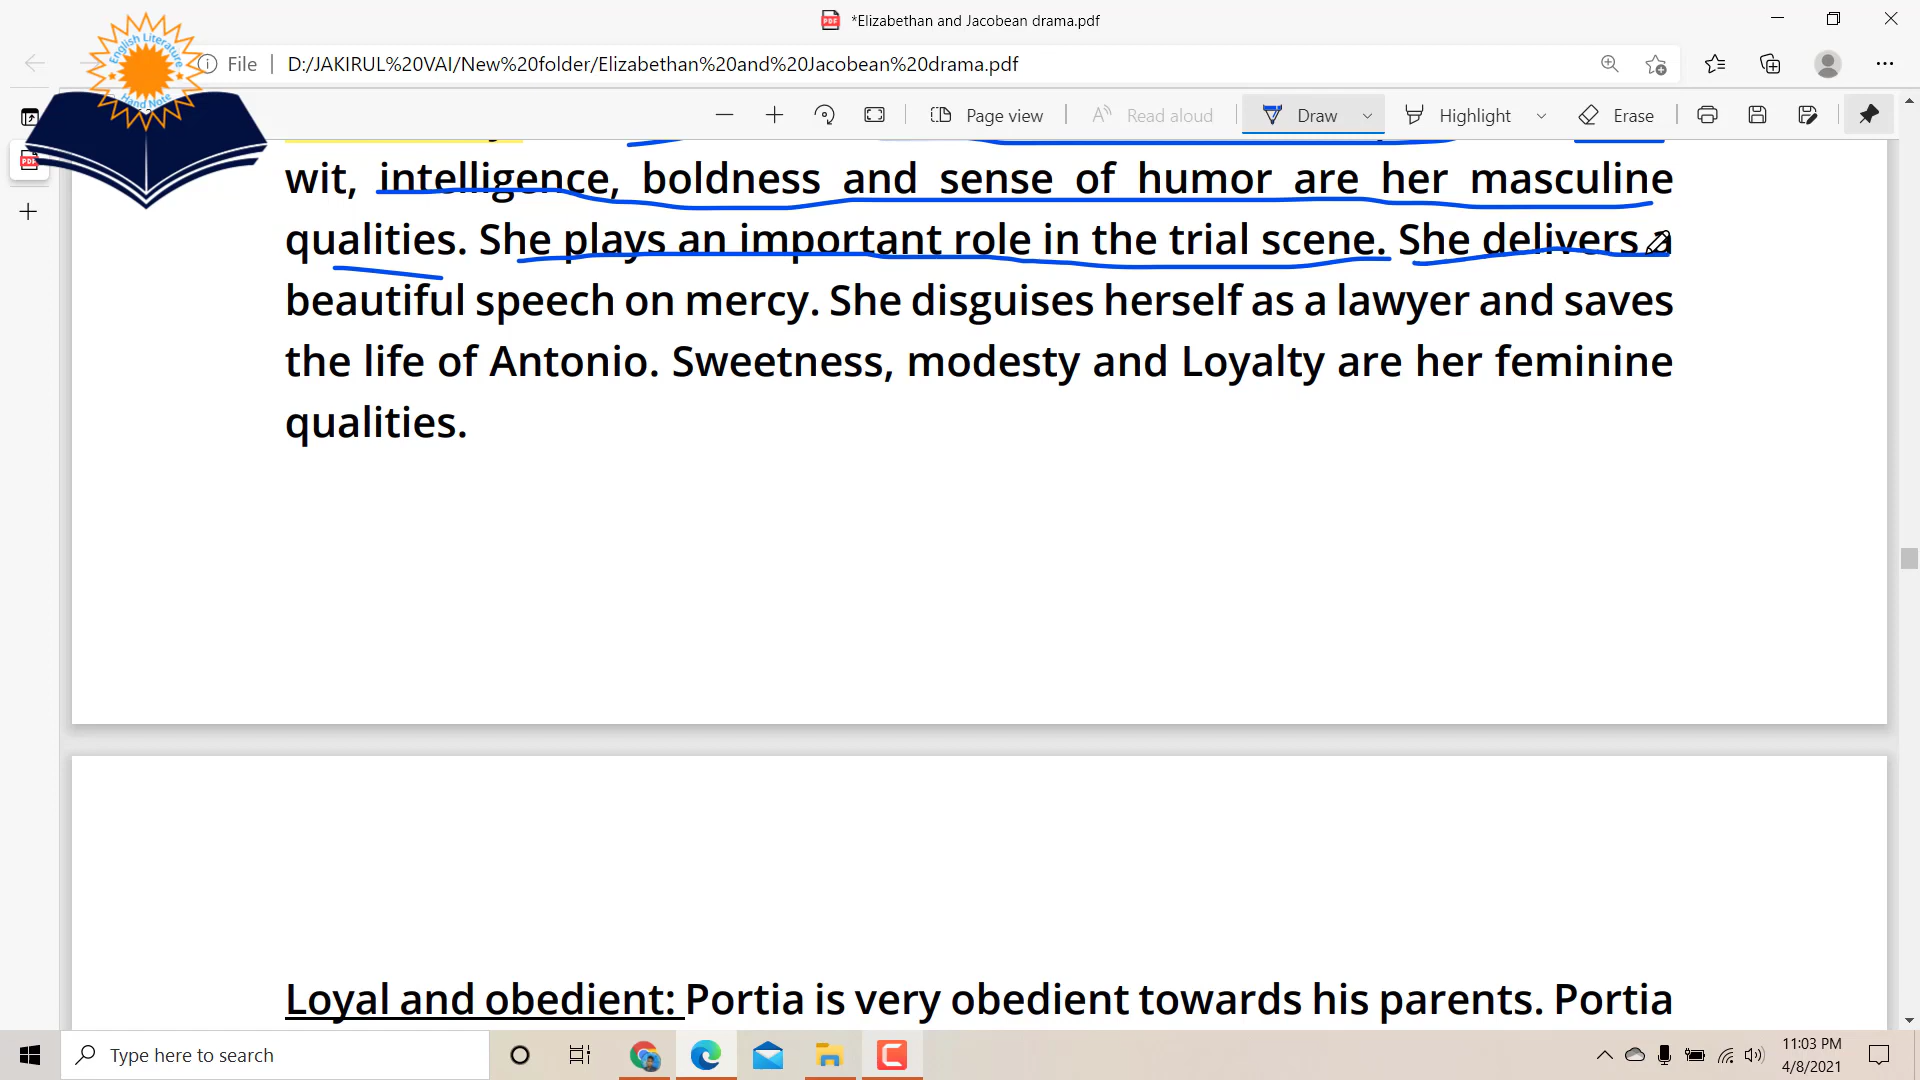 *Elizabethan and Jacobean drama.pdf
File
D:/JAKIRUL%20VAI/New%20folder/Elizabethan%20and%20Jacobean%20drama.pdf
English Literature
Hand Note
Page view
Read aloud
Draw
Highlight
Erase
wit, intelligence, boldness and sense of humor are her masculine
qualities. She plays an important role in the trial scene. She delivers a
beautiful speech on mercy. She disguises herself as a lawyer and saves
the life of Antonio. Sweetness, modesty and Loyalty are her feminine
qualities.
Loyal and obedient: Portia is very obedient towards his parents. Portia
Type here to search
11:03 PM
4/8/2021